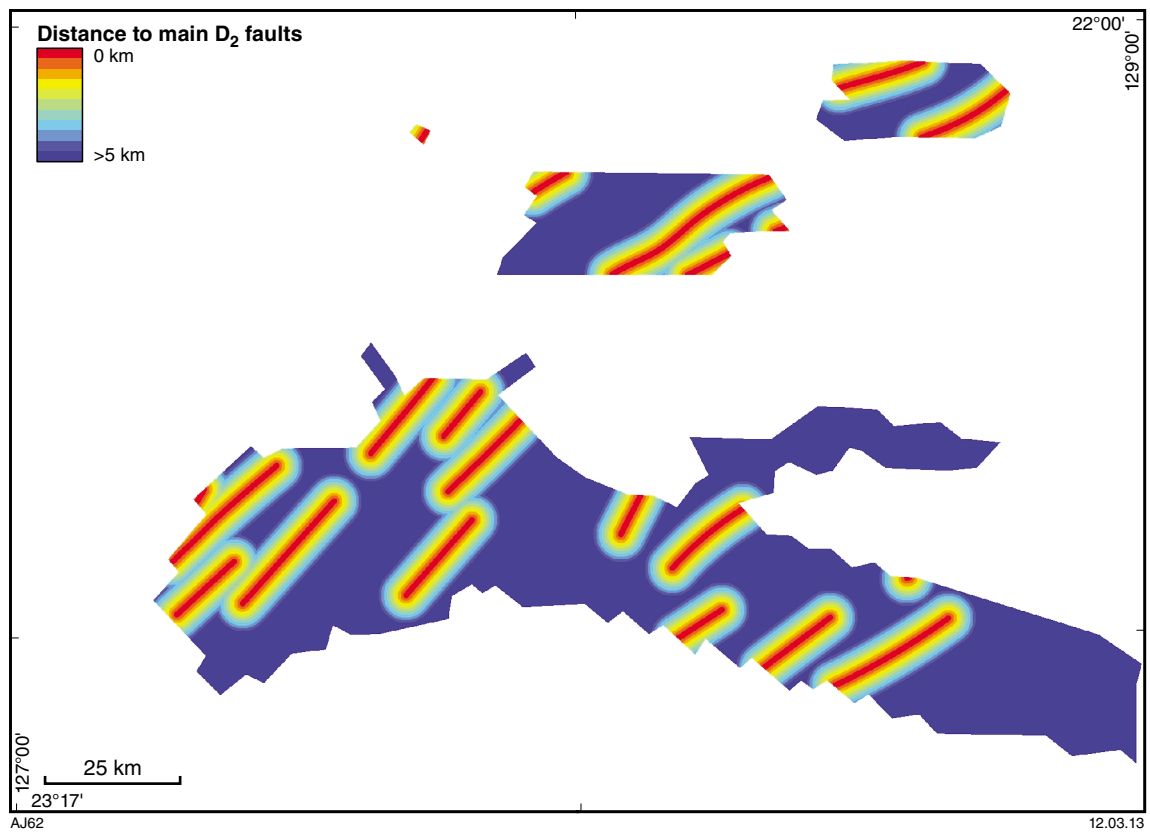 Distance to main D₂ faults
0 km
>5 km
22°00'
129°00'
127°00'
25 km
23°17'
AJ62
12.03.13